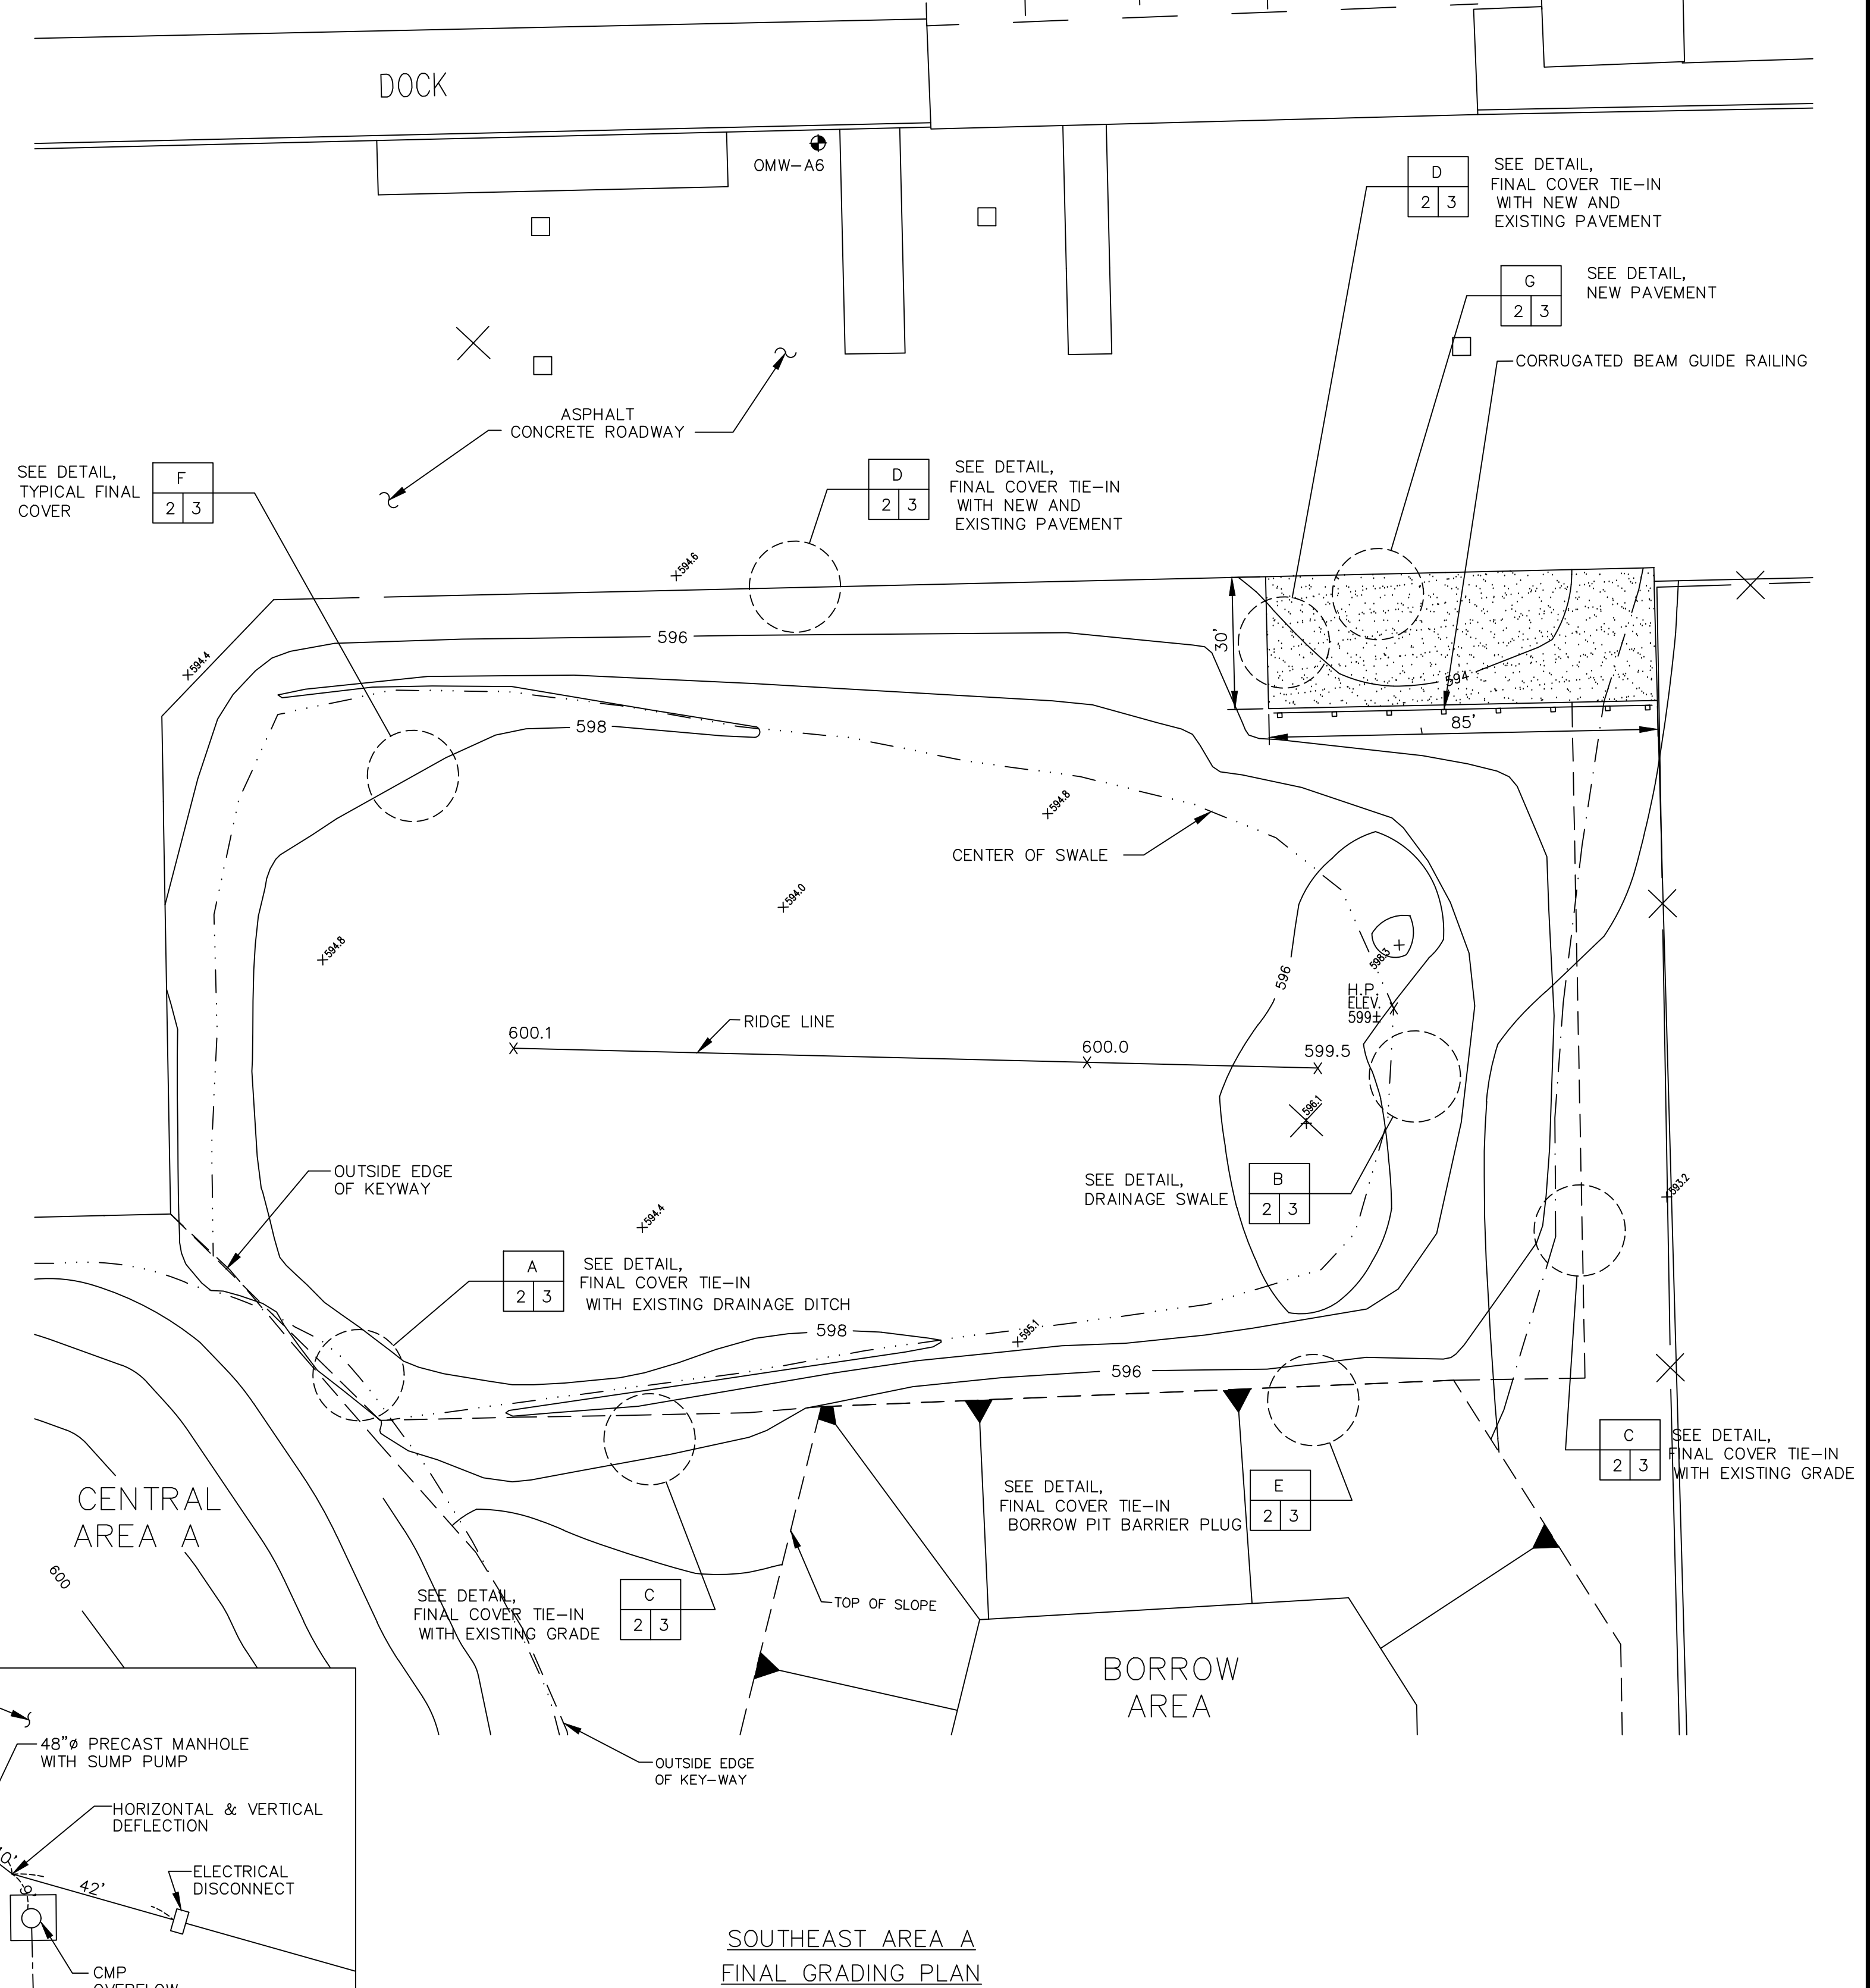 DOCK
OMW-A6
D
2 3
SEE DETAIL,
FINAL COVER TIE-IN
WITH NEW AND
EXISTING PAVEMENT
G
2 3
SEE DETAIL,
NEW PAVEMENT
CORRUGATED BEAM GUIDE RAILING
ASPHALT
CONCRETE ROADWAY
SEE DETAIL,
TYPICAL FINAL
COVER
F
2 3
D
2 3
SEE DETAIL,
FINAL COVER TIE-IN
WITH NEW AND
EXISTING PAVEMENT
594.6
594.4
596
30'
594
85'
598
594.8
CENTER OF SWALE
594.0
594.8
598.3
596
H.P.
ELEV.
599±
600.1
RIDGE LINE
600.0
599.5
596.1
OUTSIDE EDGE
OF KEYWAY
SEE DETAIL,
DRAINAGE SWALE
B
2 3
593.2
594.4
A
2 3
SEE DETAIL,
FINAL COVER TIE-IN
WITH EXISTING DRAINAGE DITCH
598
595.1
596
C
2 3
SEE DETAIL,
FINAL COVER TIE-IN
WITH EXISTING GRADE
CENTRAL
AREA A
600
SEE DETAIL,
FINAL COVER TIE-IN
BORROW PIT BARRIER PLUG
E
2 3
SEE DETAIL,
FINAL COVER TIE-IN
WITH EXISTING GRADE
C
2 3
TOP OF SLOPE
BORROW
AREA
OUTSIDE EDGE
OF KEY-WAY
48"ø PRECAST MANHOLE
WITH SUMP PUMP
HORIZONTAL & VERTICAL
DEFLECTION
ELECTRICAL
DISCONNECT
42'
CMP
OVERFLOW
SOUTHEAST AREA A
FINAL GRADING PLAN